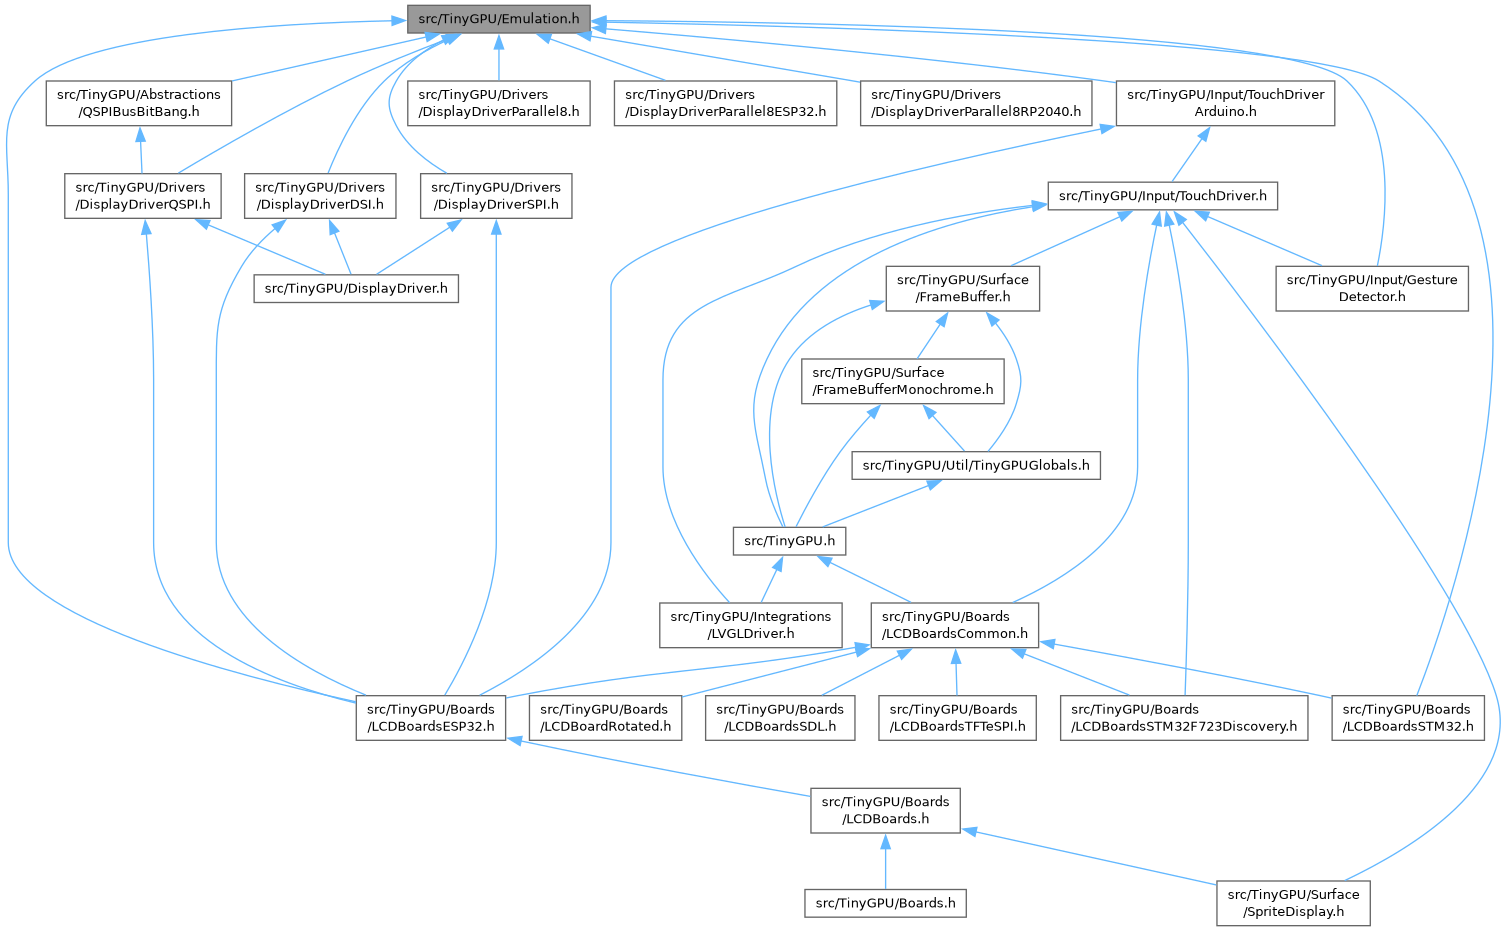 src/TinyGPU/Emulation.h
src/TinyGPU/Abstractions
/QSPIBusBitBang.h
src/TinyGPU/Drivers
/DisplayDriverParallel8.h
src/TinyGPU/Drivers
/DisplayDriverParallel8ESP32.h
src/TinyGPU/Drivers
/DisplayDriverParallel8RP2040.h
src/TinyGPU/Input/TouchDriver
Arduino.h
src/TinyGPU/Drivers
/DisplayDriverQSPI.h
src/TinyGPU/Drivers
/DisplayDriverDSI.h
src/TinyGPU/Drivers
/DisplayDriverSPI.h
src/TinyGPU/Input/TouchDriver.h
src/TinyGPU/DisplayDriver.h
src/TinyGPU/Surface
/FrameBuffer.h
src/TinyGPU/Input/Gesture
Detector.h
src/TinyGPU/Surface
/FrameBufferMonochrome.h
src/TinyGPU/Util/TinyGPUGlobals.h
src/TinyGPU.h
src/TinyGPU/Integrations
/LVGLDriver.h
src/TinyGPU/Boards
/LCDBoardsCommon.h
src/TinyGPU/Boards
/LCDBoardsESP32.h
src/TinyGPU/Boards
/LCDBoardRotated.h
src/TinyGPU/Boards
/LCDBoardsSDL.h
src/TinyGPU/Boards
/LCDBoardsTFTeSPI.h
src/TinyGPU/Boards
/LCDBoardsSTM32F723Discovery.h
src/TinyGPU/Boards
/LCDBoardsSTM32.h
src/TinyGPU/Boards
/LCDBoards.h
src/TinyGPU/Boards.h
src/TinyGPU/Surface
/SpriteDisplay.h